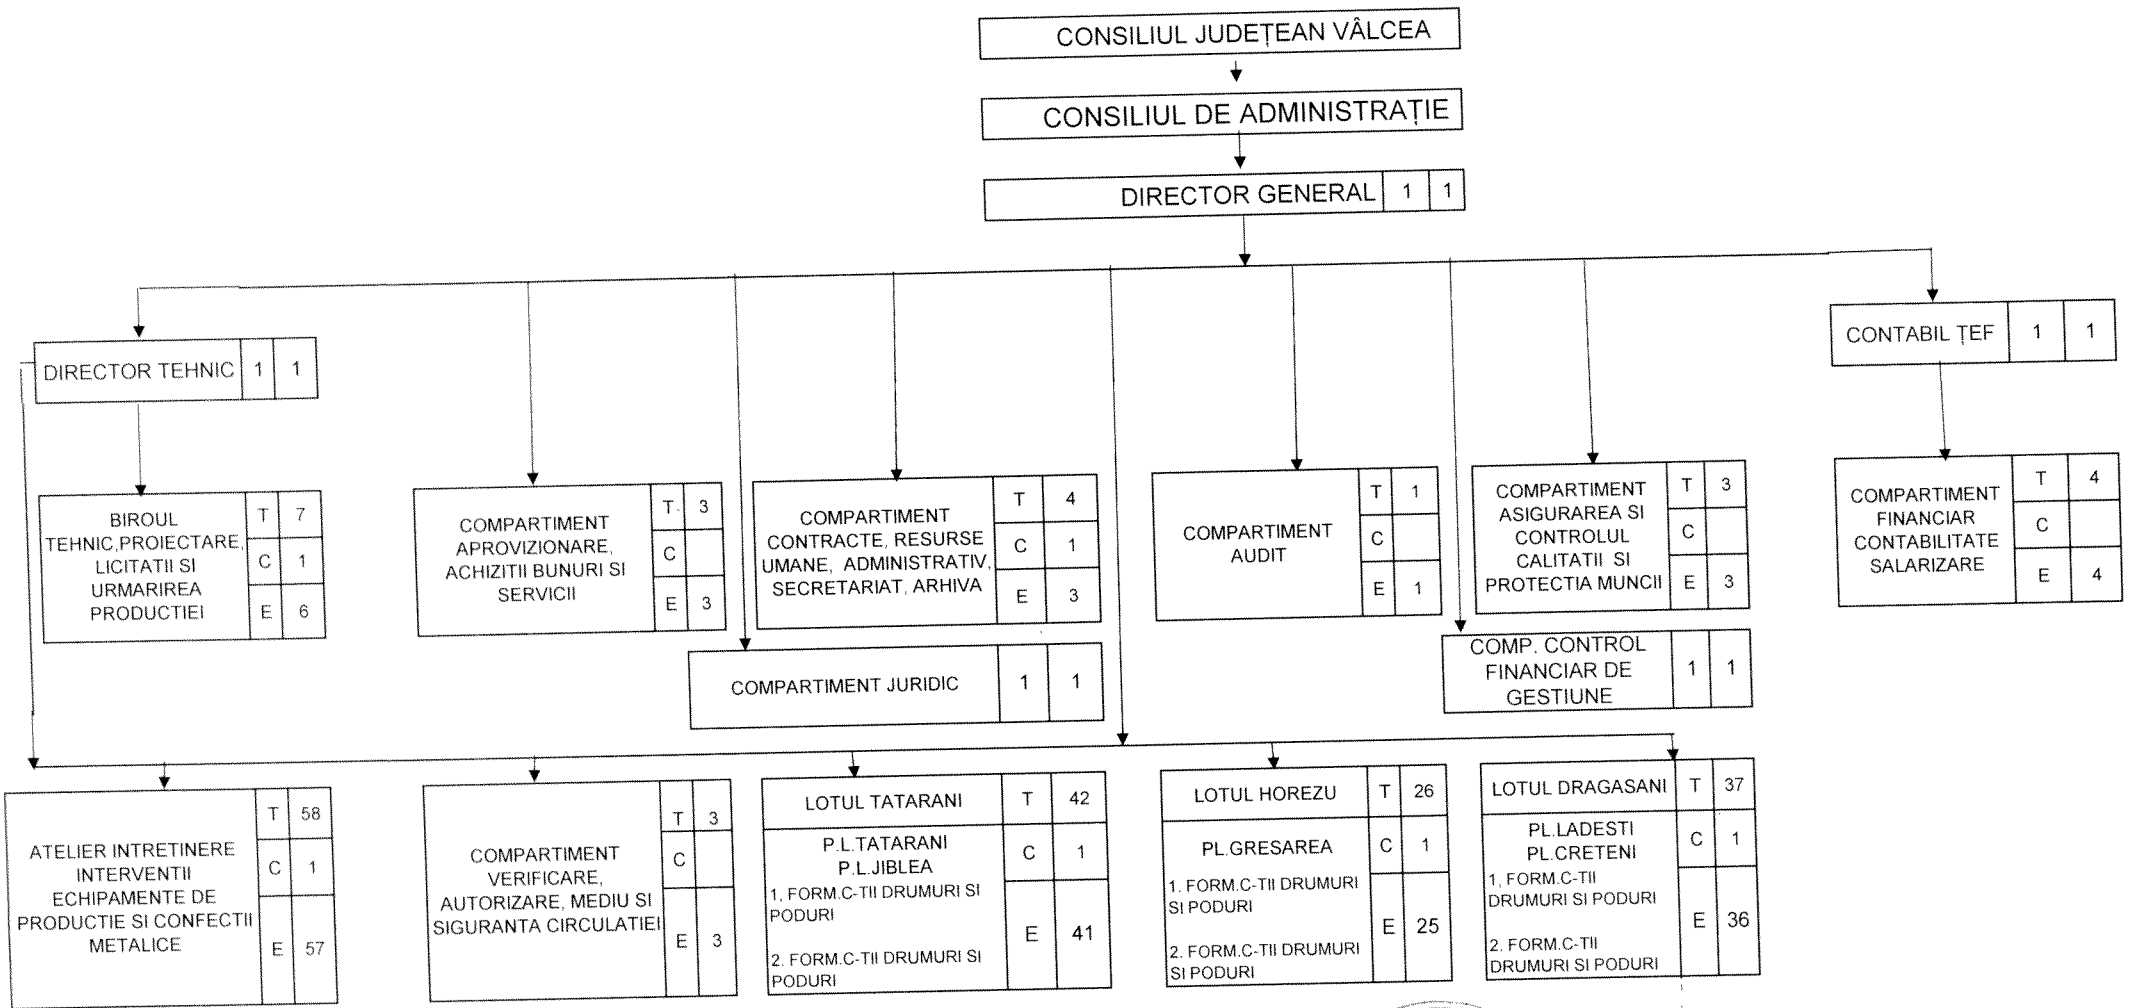 CONSILIUL JUDEȚEAN VÂLCEA
CONSILIUL DE ADMINISTRAȚIE
DIRECTOR GENERAL 1 1
DIRECTOR TEHNIC 1 1
CONTABIL ȚEF 1 1
BIROUL
TEHNIC,PROIECTARE,
LICITATII SI
URMARIREA
PRODUCTIEI
T 7
C 1
E 6
COMPARTIMENT
APROVIZIONARE,
ACHIZITII BUNURI SI
SERVICII
T. 3
C
E 3
COMPARTIMENT
CONTRACTE, RESURSE
UMANE, ADMINISTRATIV,
SECRETARIAT, ARHIVA
T 4
C 1
E 3
COMPARTIMENT
AUDIT
T 1
C
E 1
COMPARTIMENT
ASIGURAREA SI
CONTROLUL
CALITATII SI
PROTECTIA MUNCII
T 3
C
E 3
COMPARTIMENT
FINANCIAR
CONTABILITATE
SALARIZARE
T 4
C
E 4
COMPARTIMENT JURIDIC 1 1
COMP. CONTROL
FINANCIAR DE
GESTIUNE
1 1
ATELIER INTRETINERE
INTERVENTII
ECHIPAMENTE DE
PRODUCTIE SI CONFECTII
METALICE
T 58
C 1
E 57
COMPARTIMENT
VERIFICARE,
AUTORIZARE, MEDIU SI
SIGURANTA CIRCULATIEI
T 3
C
E 3
LOTUL TATARANI T 42
P.L.TATARANI
P.L.JIBLEA
C 1
1, FORM.C-TII DRUMURI SI
PODURI
2. FORM.C-TII DRUMURI SI
PODURI
E 41
LOTUL HOREZU T 26
PL.GRESAREA C 1
1. FORM.C-TII DRUMURI
SI PODURI
2. FORM.C-TII DRUMURI
SI PODURI
E 25
LOTUL DRAGASANI T 37
PL.LADESTI
PL.CRETENI
C 1
1, FORM.C-TII
DRUMURI SI PODURI
2. FORM.C-TII
DRUMURI SI PODURI
E 36